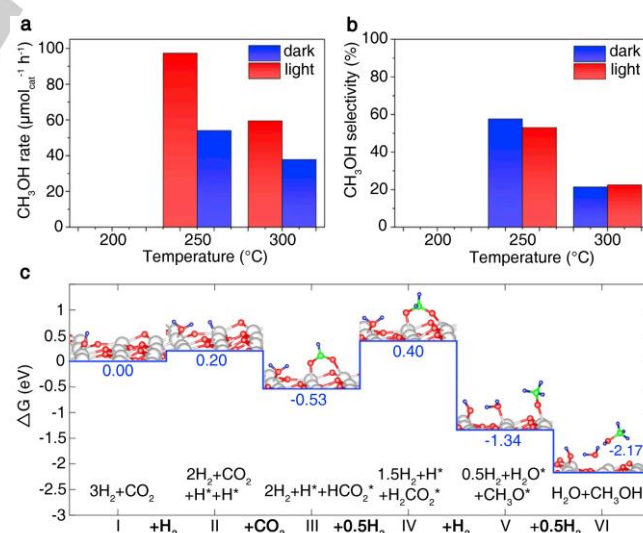 a
CH₃OH rate (μmol_cat⁻¹ h⁻¹)
100
80
60
40
20
0
dark
light
200 250 300
Temperature (°C)
b
CH₃OH selectivity (%)
100
80
60
40
20
0
dark
light
200 250 300
Temperature (°C)
c
ΔG (eV)
1
0.5
0
-0.5
-1
-1.5
-2
-2.5
-3
0.00
0.20
-0.53
0.40
-1.34
-2.17
3H₂+CO₂
2H₂+CO₂
+H*+H*
2H₂+H*+HCO₂*
1.5H₂+H*
+H₂CO₂*
0.5H₂+H₂O*
+CH₃O*
H₂O+CH₃OH
I +H₂ II +CO₂ III +0.5H₂ IV +H₂ V +0.5H₂ VI